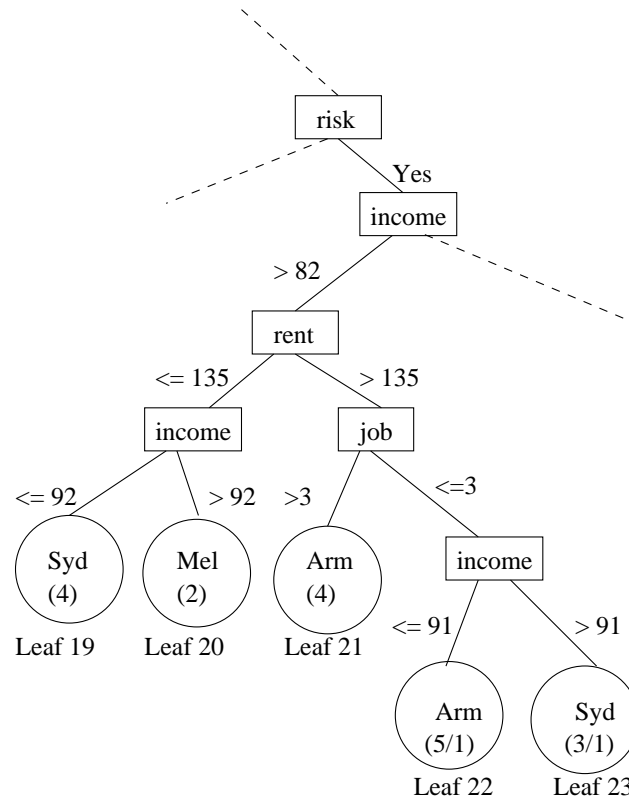 risk
Yes
income
> 82
rent
<= 135
> 135
income
job
<= 92
> 92
>3
<=3
Syd
(4)
Mel
(2)
Arm
(4)
income
Leaf 19
Leaf 20
Leaf 21
<= 91
> 91
Arm
(5/1)
Syd
(3/1)
Leaf 22
Leaf 23